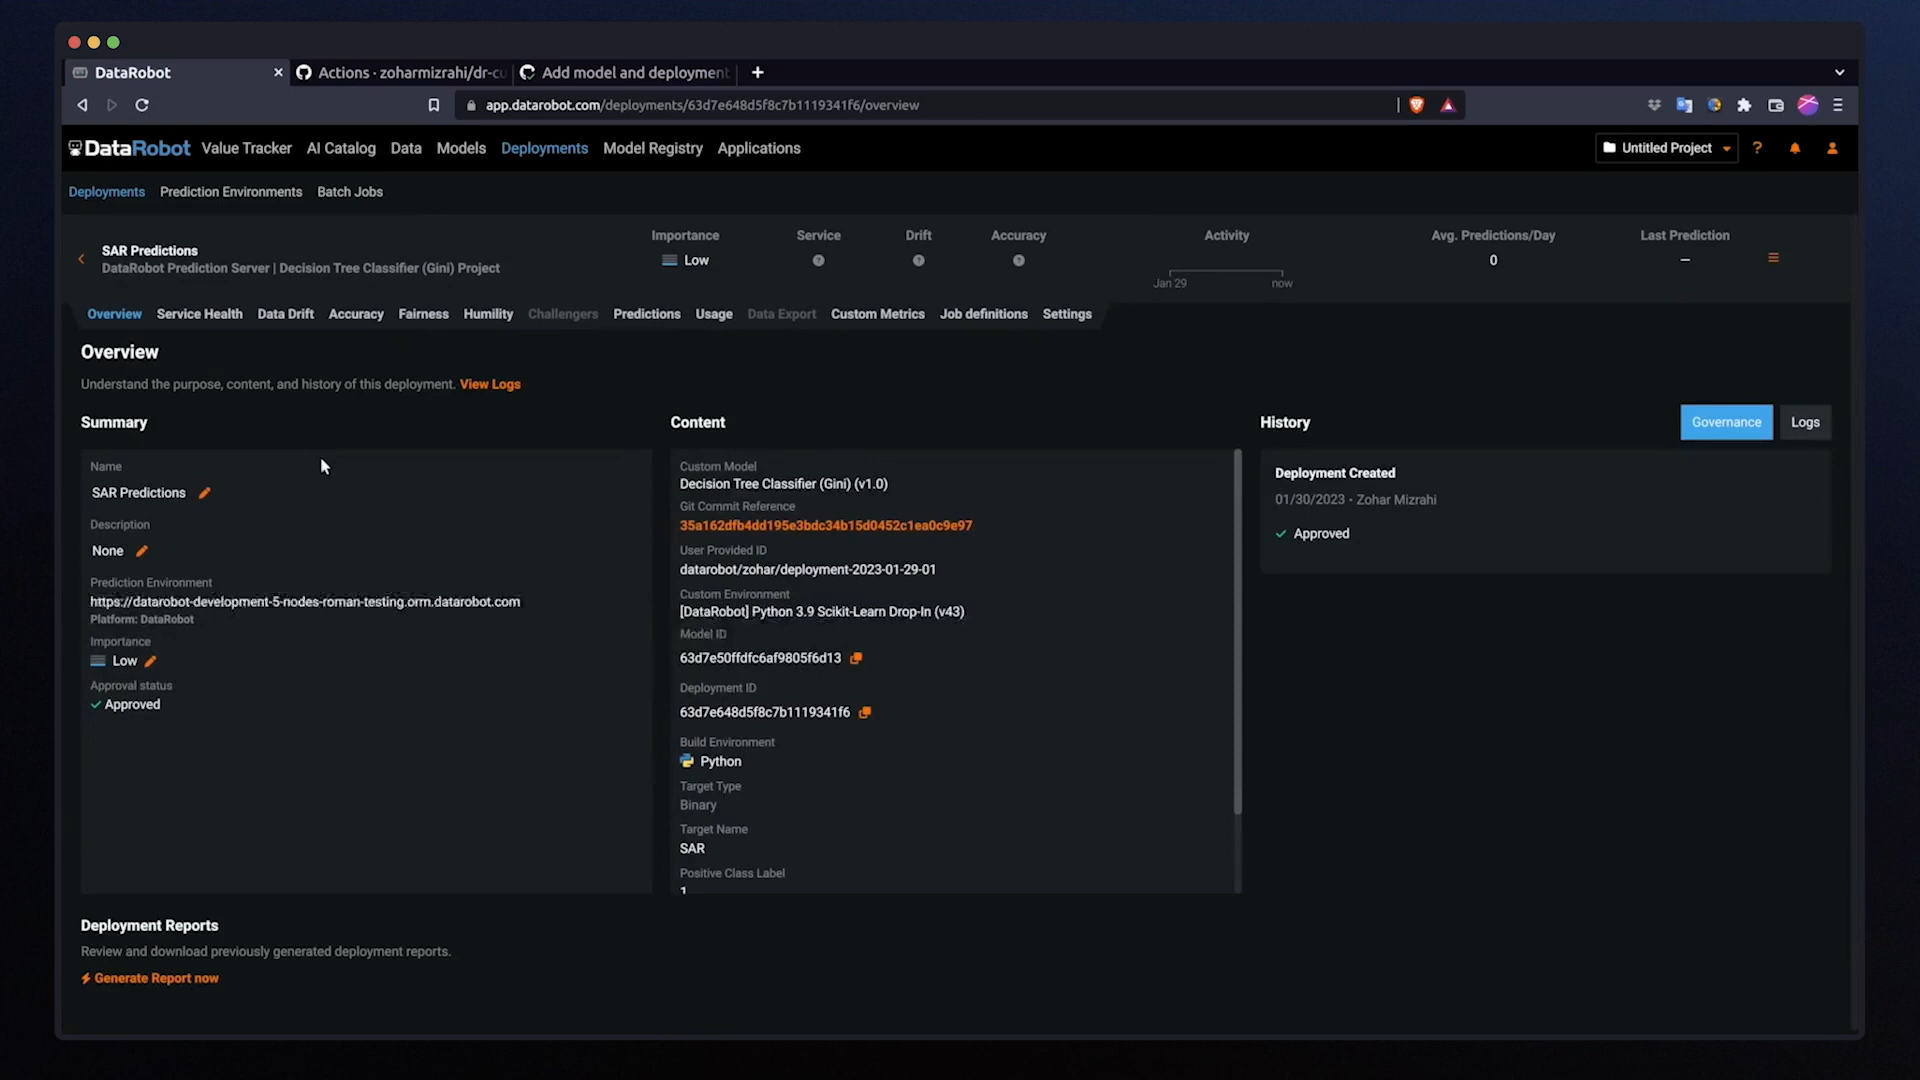 DataRobot
Actions · zoharmizrahi/dr-cu
Add model and deployment
app.datarobot.com/deployments/63d7e648d5f8c7b1119341f6/overview
DataRobot Value Tracker AI Catalog Data Models Deployments Model Registry Applications Untitled Project ?
Deployments Prediction Environments Batch Jobs
SAR Predictions
DataRobot Prediction Server | Decision Tree Classifier (Gini) Project
Importance
Low
Service
Drift
Accuracy
Activity
Jan 29 now
Avg. Predictions/Day
0
Last Prediction
—
Overview Service Health Data Drift Accuracy Fairness Humility Challengers Predictions Usage Data Export Custom Metrics Job definitions Settings
Overview
Understand the purpose, content, and history of this deployment. View Logs
Summary
Name
SAR Predictions
Description
None
Prediction Environment
https://datarobot-development-5-nodes-roman-testing.orm.datarobot.com
Platform: DataRobot
Importance
Low
Approval status
Approved
Content
Custom Model
Decision Tree Classifier (Gini) (v1.0)
Git Commit Reference
35a162dfb4dd195e3bdc34b15d0452c1ea0c9e97
User Provided ID
datarobot/zohar/deployment-2023-01-29-01
Custom Environment
[DataRobot] Python 3.9 Scikit-Learn Drop-In (v43)
Model ID
63d7e50ffdfc6af9805f6d13
Deployment ID
63d7e648d5f8c7b1119341f6
Build Environment
Python
Target Type
Binary
Target Name
SAR
Positive Class Label
1
History
Governance
Logs
Deployment Created
01/30/2023 - Zohar Mizrahi
Approved
Deployment Reports
Review and download previously generated deployment reports.
Generate Report now